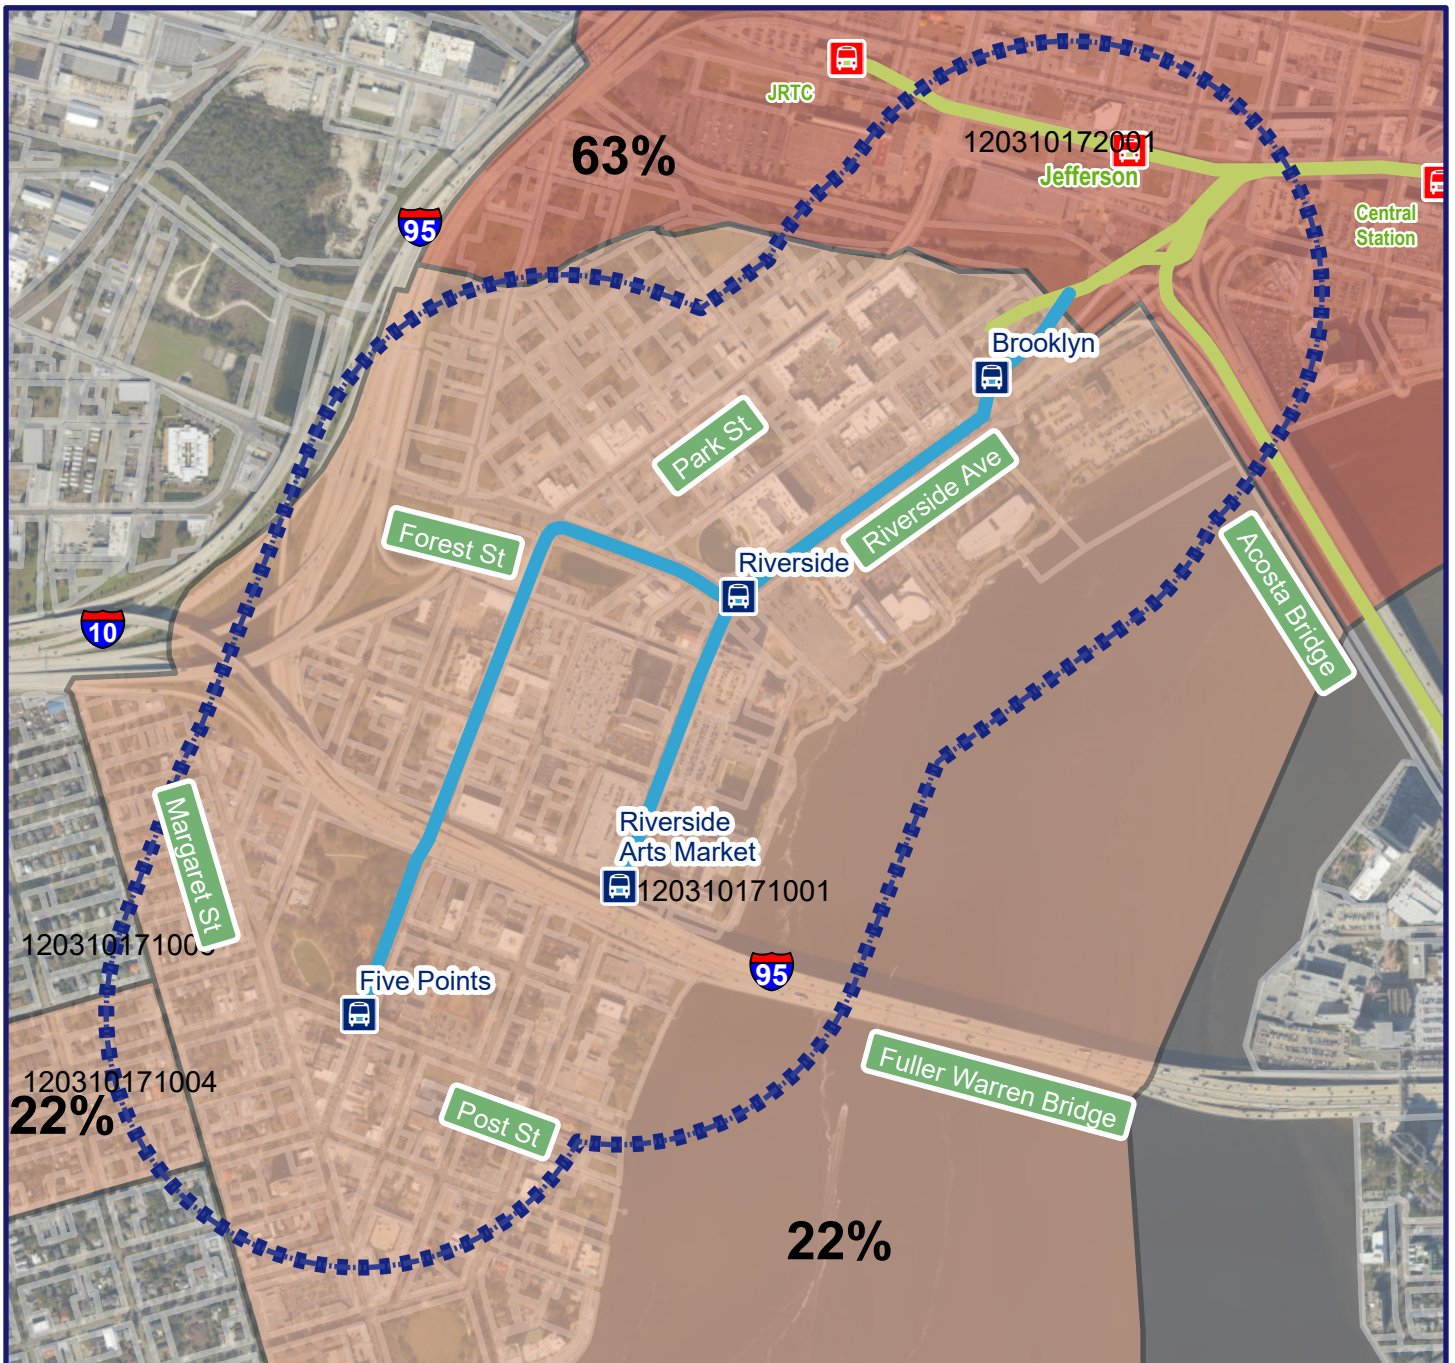 JRTC
63%
120310172001
Jefferson
Central
Station
95
Brooklyn
Park St
Riverside Ave
Forest St
Riverside
Acosta Bridge
10
Riverside
Arts Market
120310171001
Margaret St
Five Points
95
Fuller Warren Bridge
120310171004
22%
Post St
22%